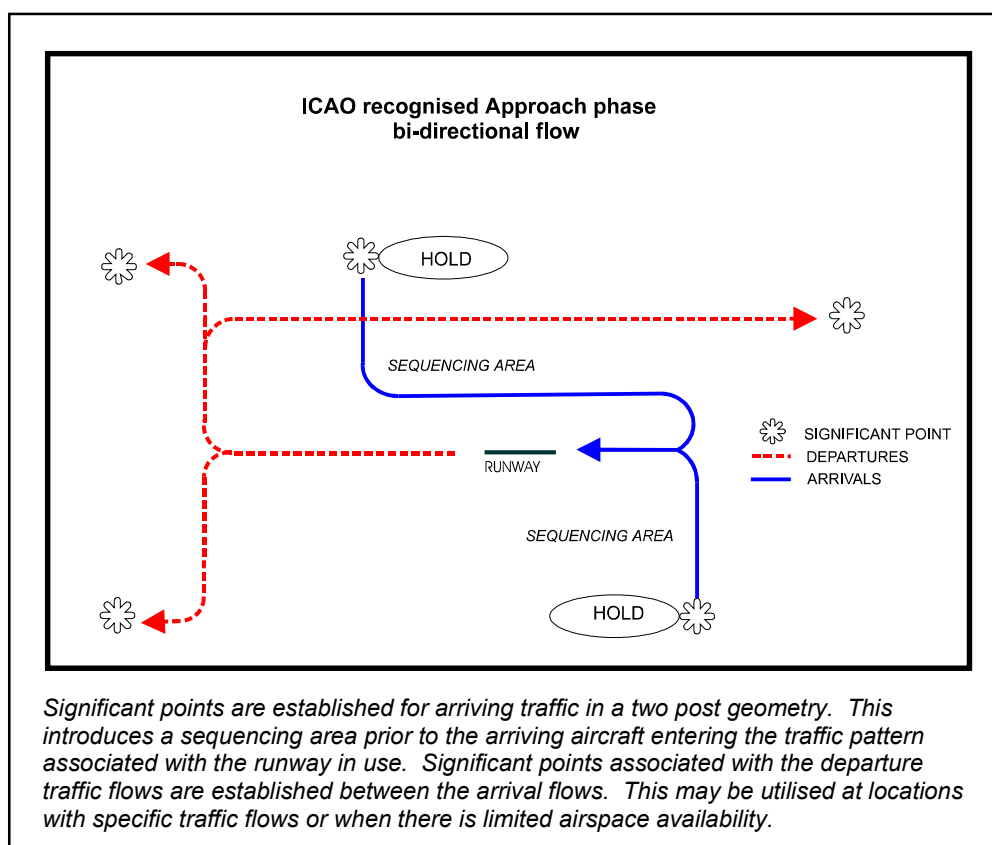 ICAO recognised Approach phase
bi-directional flow
HOLD
SEQUENCING AREA
SIGNIFICANT POINT
DEPARTURES
RUNWAY
ARRIVALS
SEQUENCING AREA
HOLD
Significant points are established for arriving traffic in a two post geometry. This
introduces a sequencing area prior to the arriving aircraft entering the traffic pattern
associated with the runway in use. Significant points associated with the departure
traffic flows are established between the arrival flows. This may be utilised at locations
with specific traffic flows or when there is limited airspace availability.